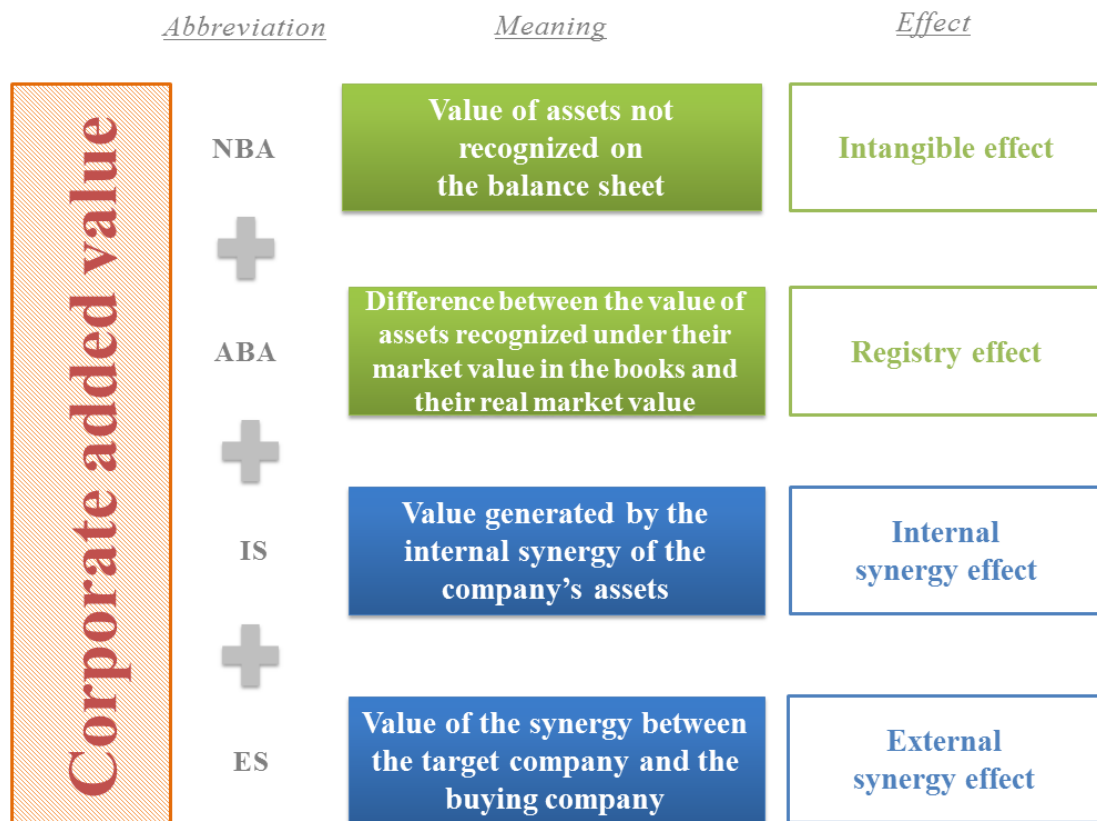 Abbreviation
Meaning
Effect
Corporate added value
NBA
Value of assets not
recognized on
the balance sheet
Intangible effect
ABA
Difference between the value of
assets recognized under their
market value in the books and
their real market value
Registry effect
IS
Value generated by the
internal synergy of the
company’s assets
Internal
synergy effect
ES
Value of the synergy between
the target company and the
buying company
External
synergy effect